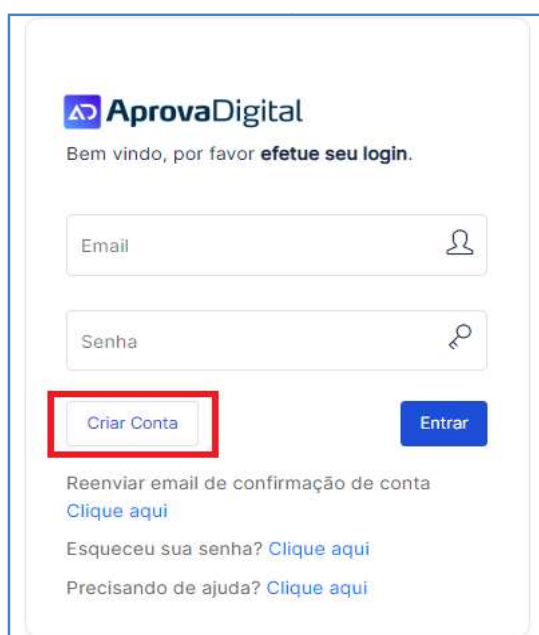 AprovaDigital
Bem vindo, por favor efetue seu login.
Email
Senha
Criar Conta
Entrar
Reenviar email de confirmação de conta
Clique aqui
Esqueceu sua senha? Clique aqui
Precisando de ajuda? Clique aqui